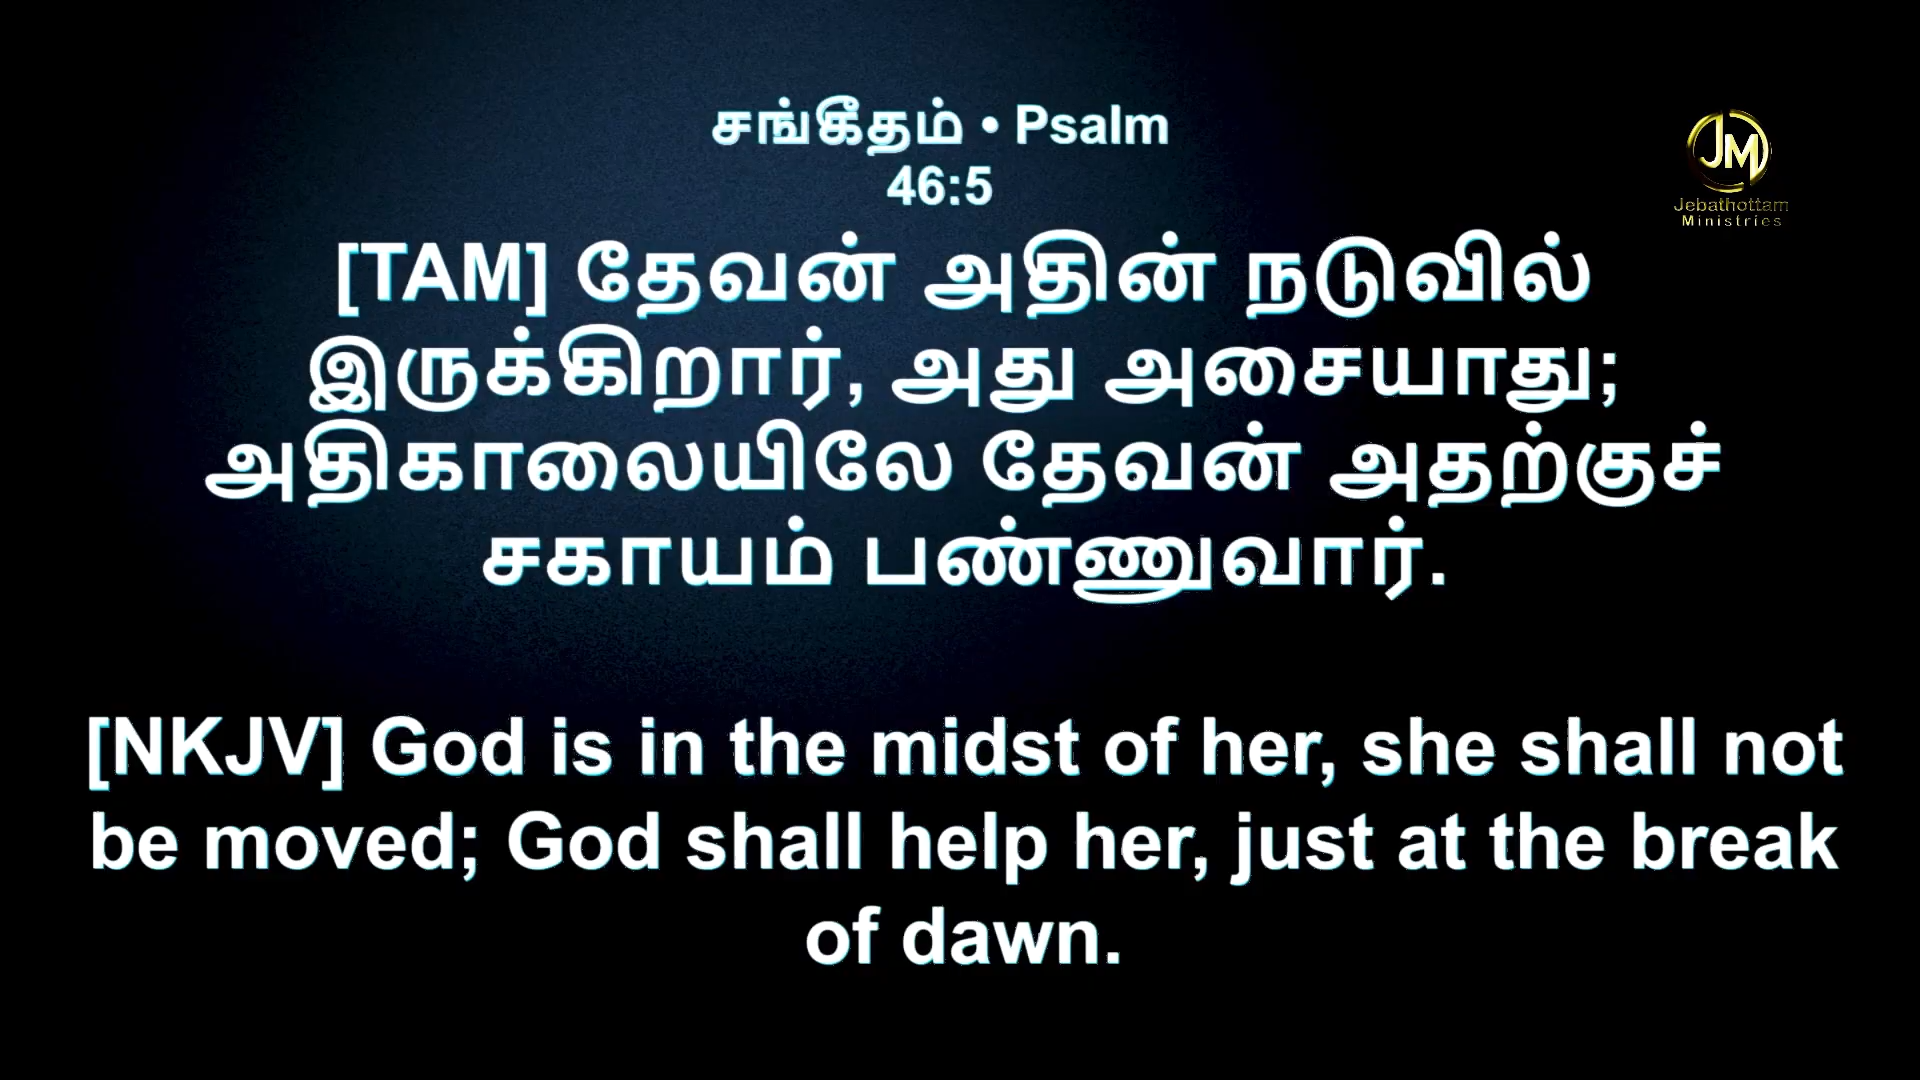 சங்கீதம் • Psalm
46:5
JM
Jebathottam
Ministries
[TAM] தேவன் அதின் நடுவில்
இருக்கிறார், அது அசையாது;
அதிகாலையிலே தேவன் அதற்குச்
சகாயம் பண்ணுவார்.
[NKJV] God is in the midst of her, she shall not
be moved; God shall help her, just at the break
of dawn.